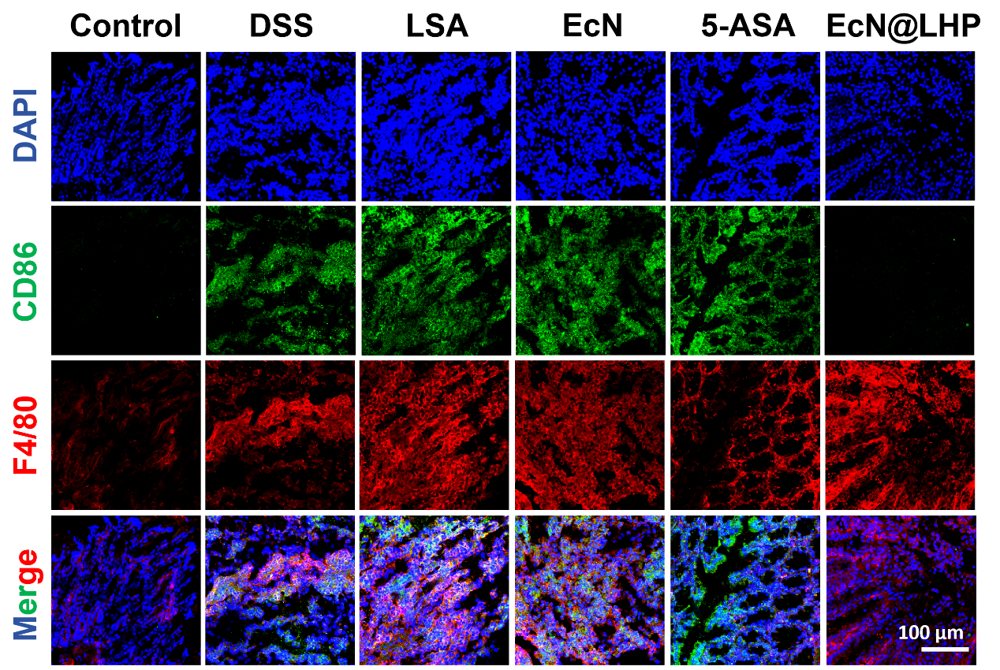 Control DSS LSA EcN 5-ASA EcN@LHP
DAPI
CD86
F4/80
Merge
100 μm